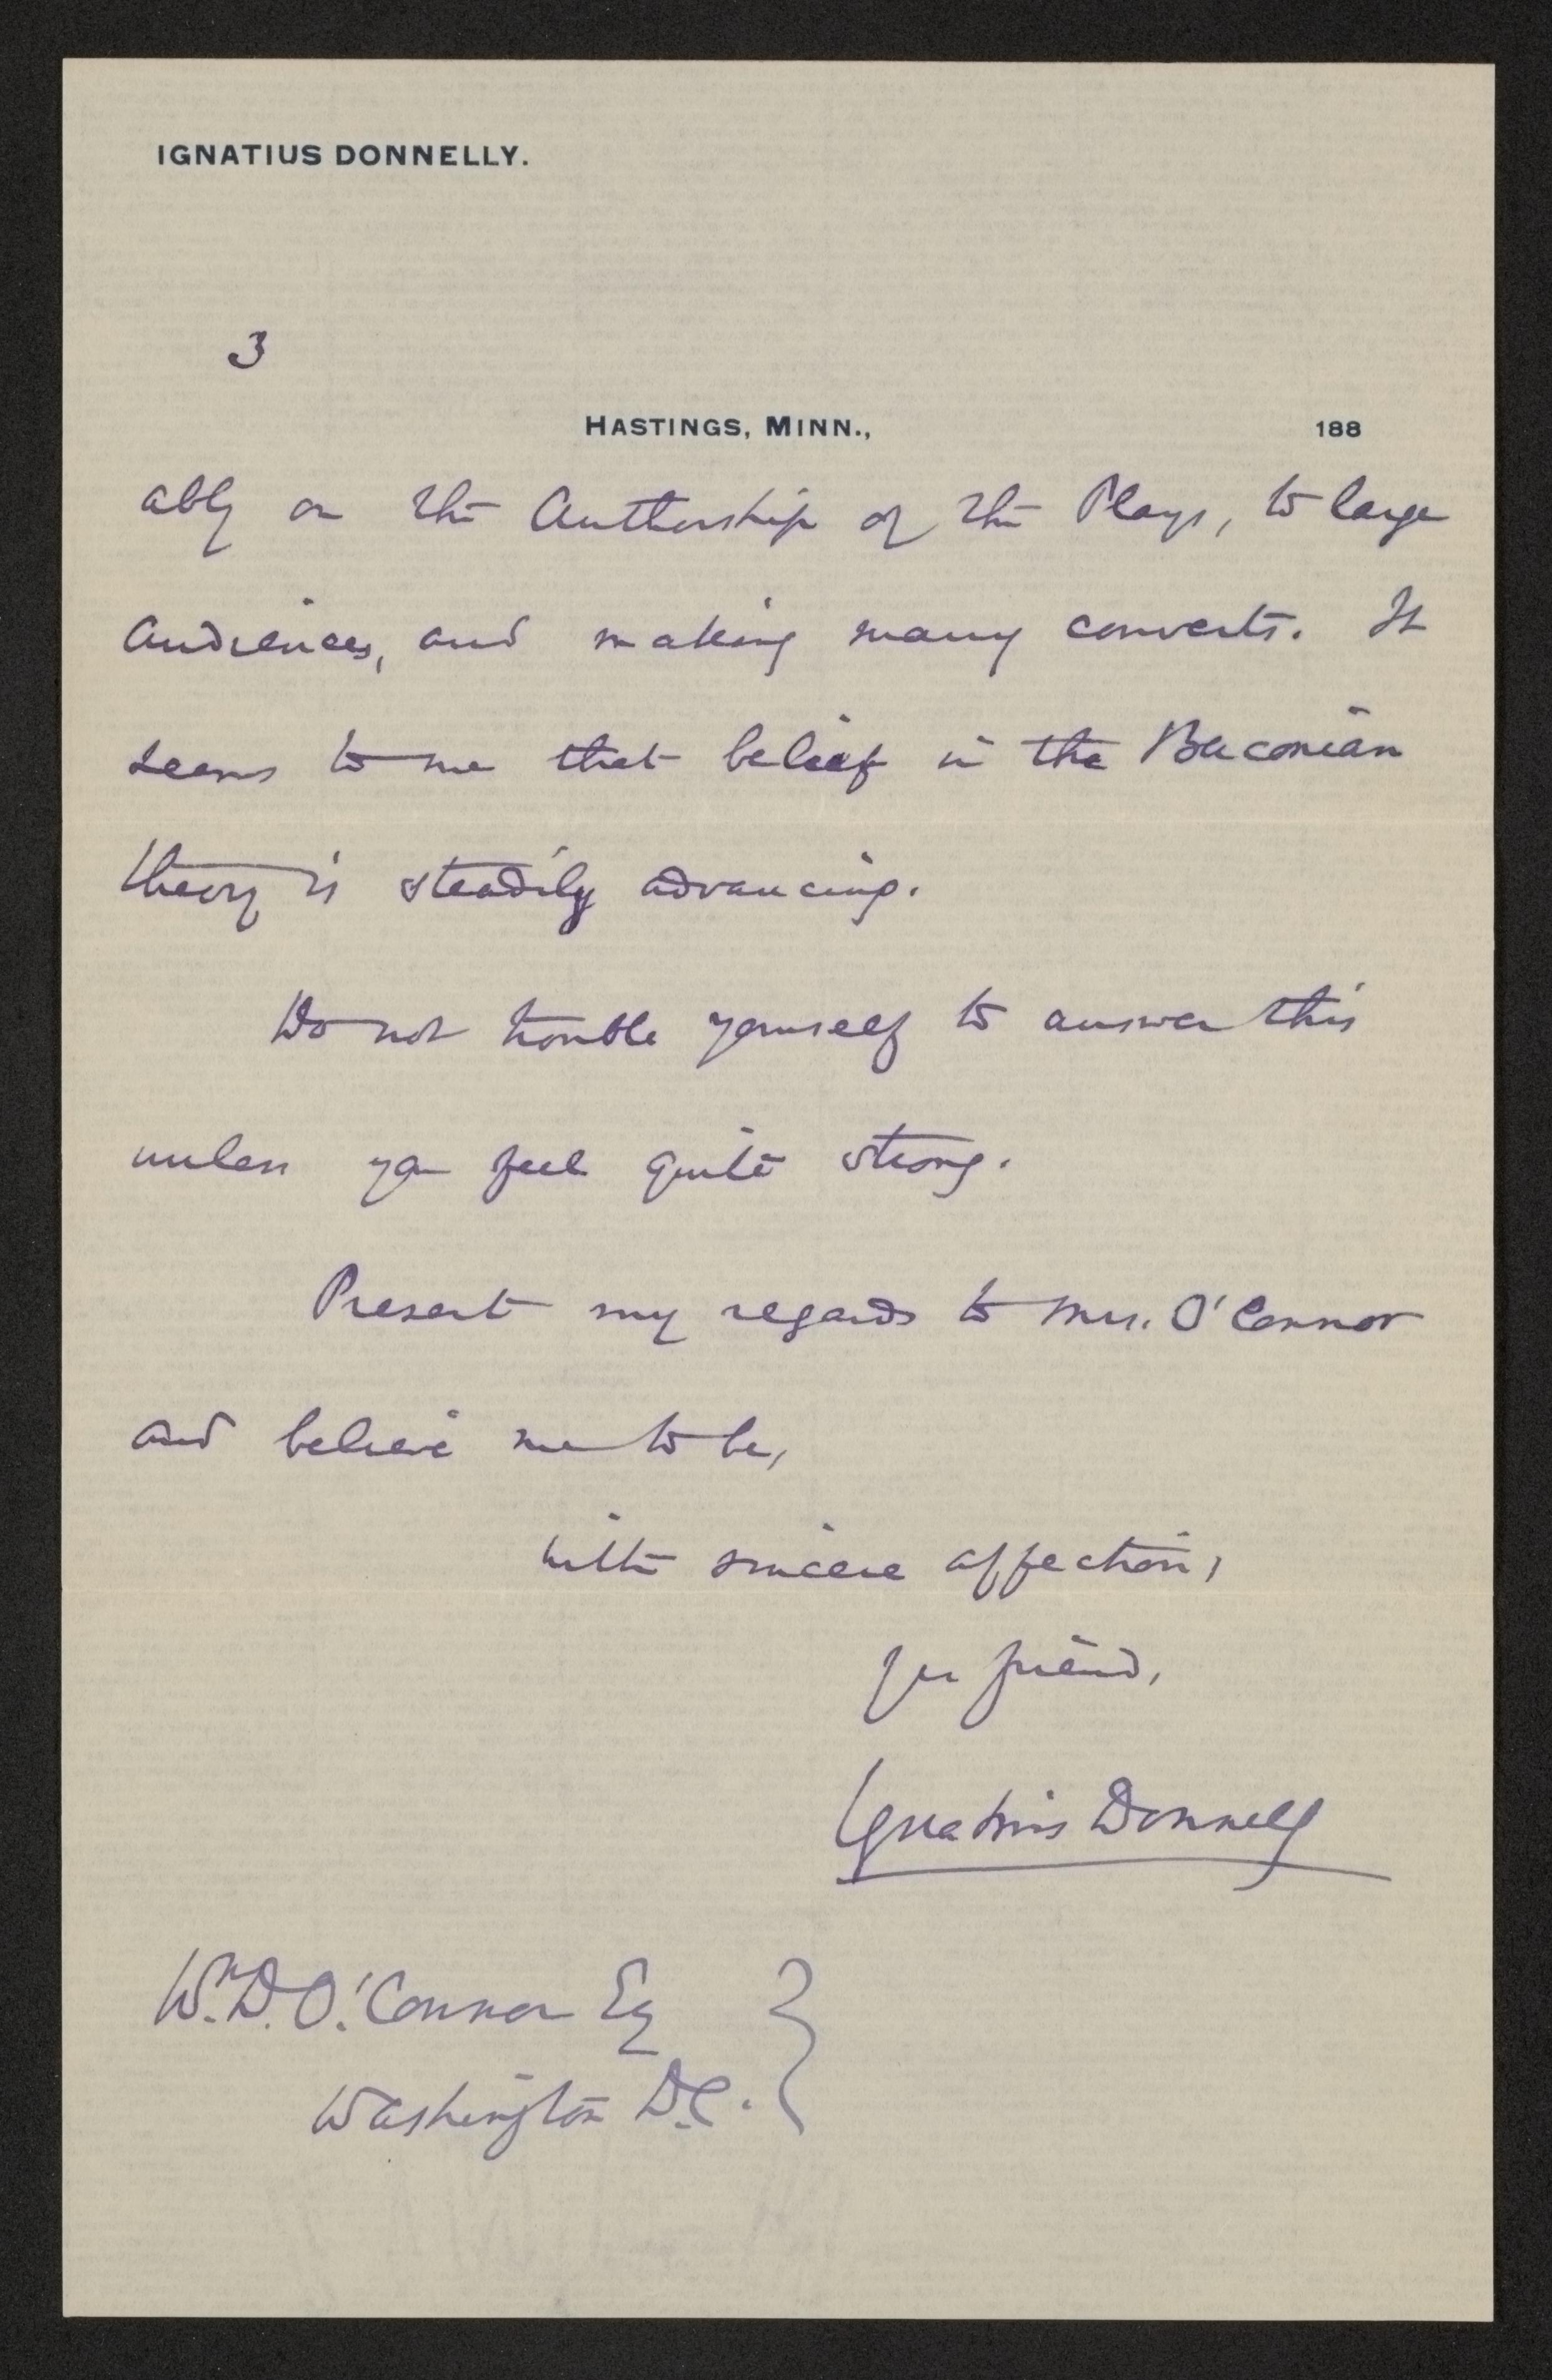 IGNATIUS DONNELLY.
3
HASTINGS, MINN., 188
ably on the Authorship of the Plays, to large
audiences, and making many converts. It
seems to me that belief in the Baconian
theory is steadily advancing.
Do not trouble yourself to answer this
unless you feel quite strong.
Present my regards to Mrs. O'Connor
and believe me to be,
with sincere affection,
Yr friend,
Ignatius Donnelly
Wm. D. O'Connor Esq
Washington D.C.